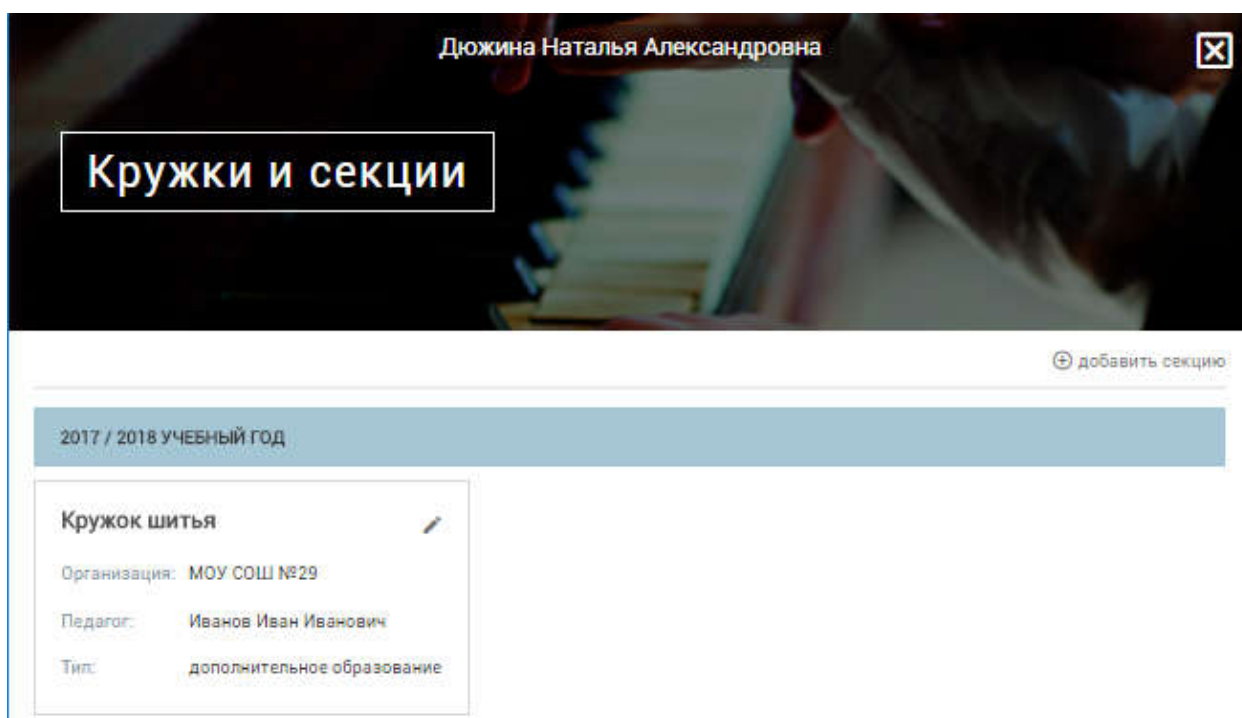 Дюжина Наталья Александровна
Кружки и секции
добавить секцию
2017 / 2018 УЧЕБНЫЙ ГОД
Кружок шитья
Организация: МОУ СОШ №29
Педагог: Иванов Иван Иванович
Тип: дополнительное образование